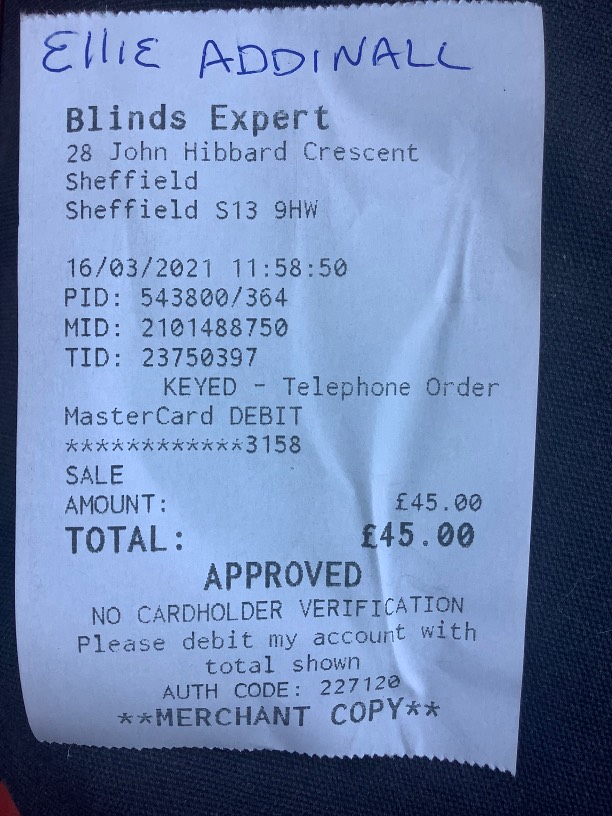 ElliE ADDINALL
Blinds Expert
28 John Hibbard Crescent
Sheffield
Sheffield S13 9HW
16/03/2021 11:58:50
PID: 543800/364
MID: 2101488750
TID: 23750397
KEYED - Telephone Order
MasterCard DEBIT
************3158
SALE
AMOUNT: £45.00
TOTAL: £45.00
APPROVED
NO CARDHOLDER VERIFICATION
Please debit my account with
total shown
AUTH CODE: 227120
**MERCHANT COPY**